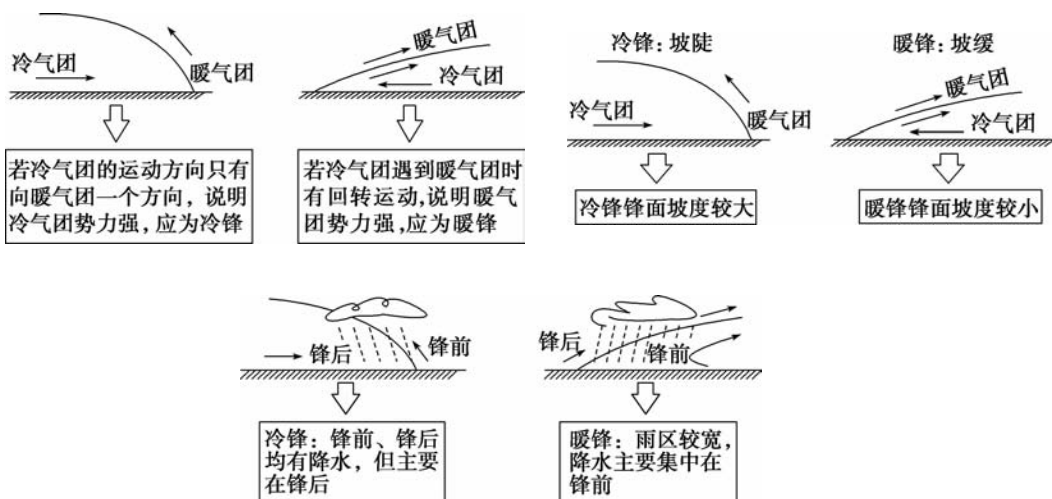 冷气团
暖气团
若冷气团的运动方向只有
向暖气团一个方向，说明
冷气团势力强，应为冷锋
暖气团
冷气团
若冷气团遇到暖气团时
有回转运动,说明暖气
团势力强,应为暖锋
冷锋：坡陡
冷气团
暖气团
冷锋锋面坡度较大
暖锋：坡缓
暖气团
冷气团
暖锋锋面坡度较小
锋后
锋前
冷锋：锋前、锋后
均有降水，但主要
在锋后
锋后
锋前
暖锋：雨区较宽，
降水主要集中在
锋前